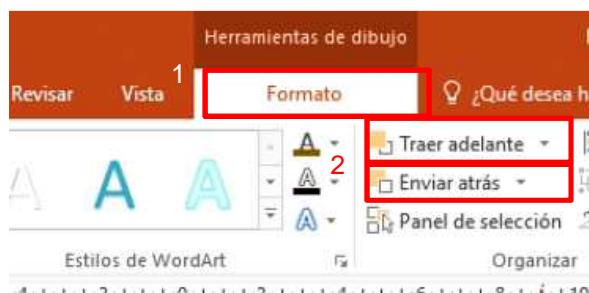 Herramientas de dibujo
1
Revisar Vista Formato ¿Qué desea
A A A A Traer adelante
2
A Enviar atrás
A Panel de selección
Estilos de WordArt Organizar